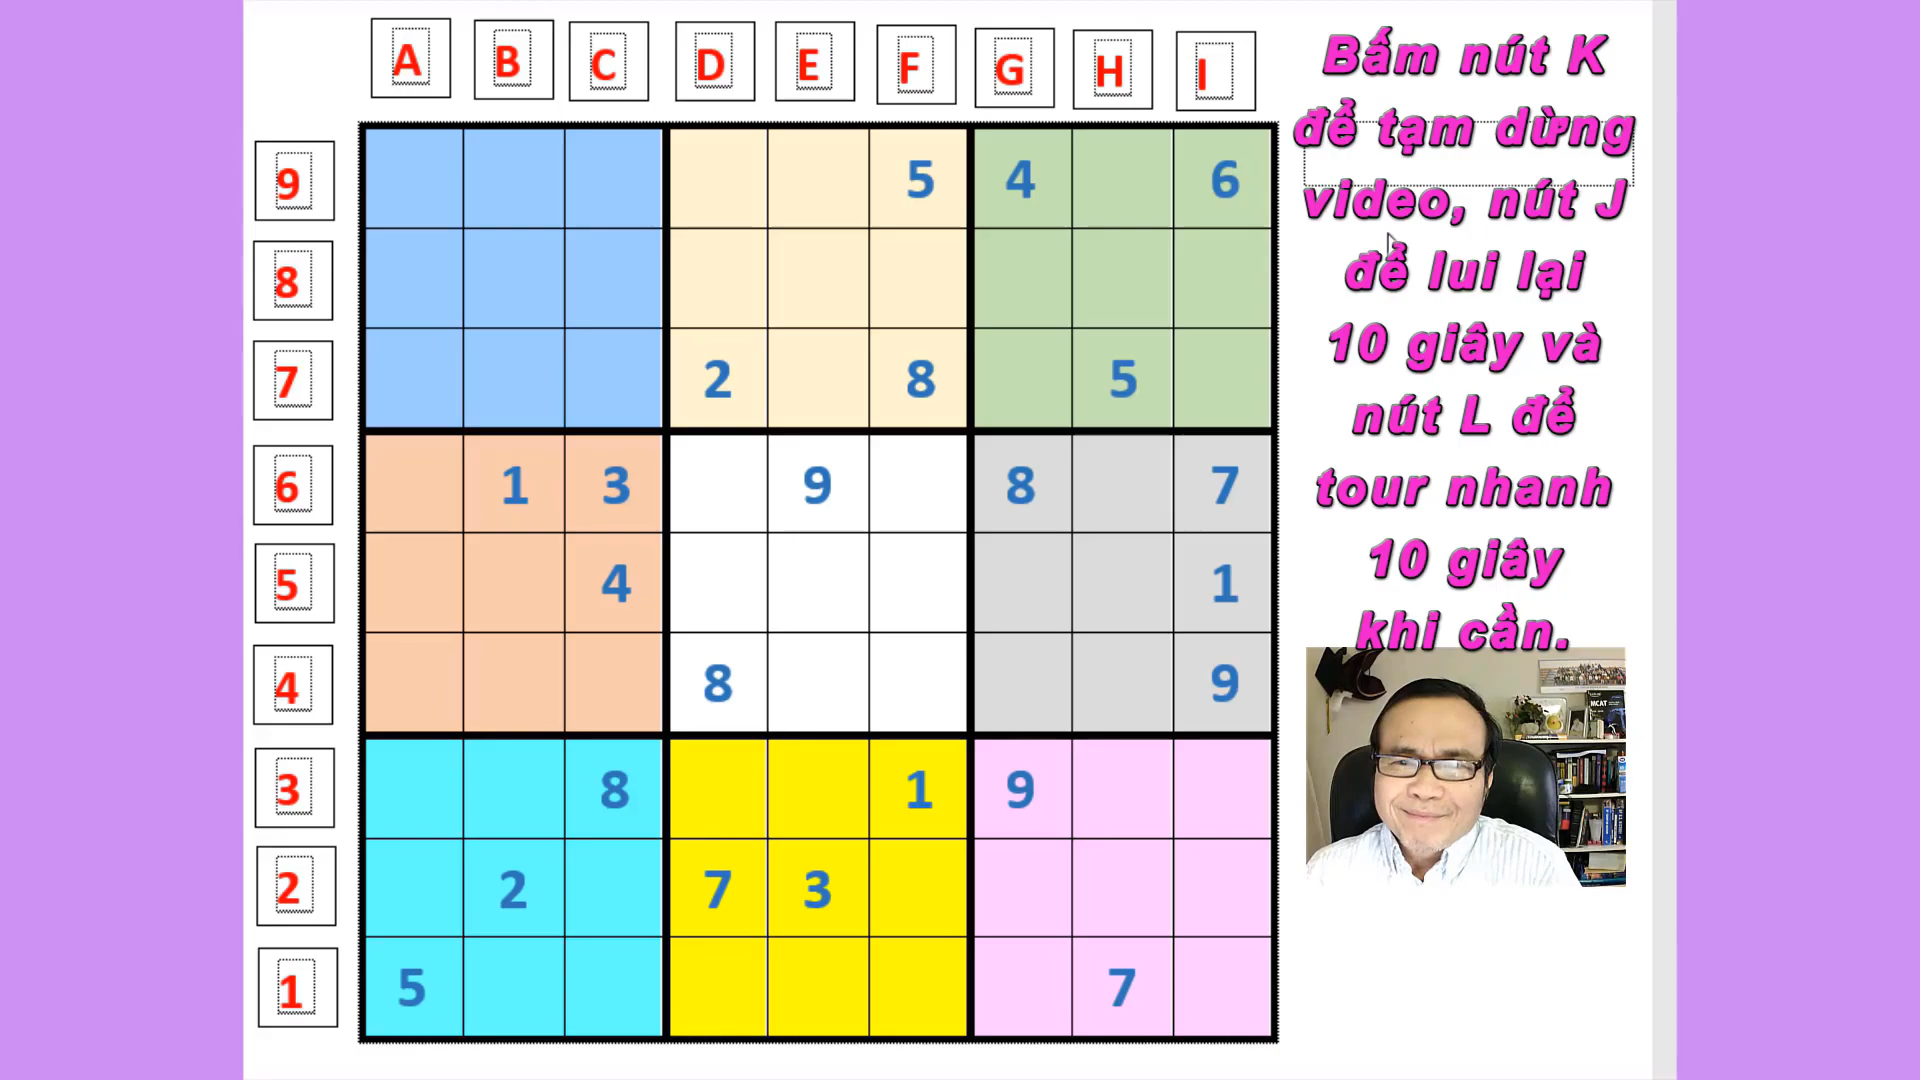 A B C D E F G H I
9 5 4 6
8
7 2 8 5
6 1 3 9 8 7
5 4 1
4 8 9
3 8 1 9
2 2 7 3
1 5 7
Bấm nút K
để tạm dừng
video, nút J
để lui lại
10 giây và
nút L để
tour nhanh
10 giây
khi cần.
MCAT